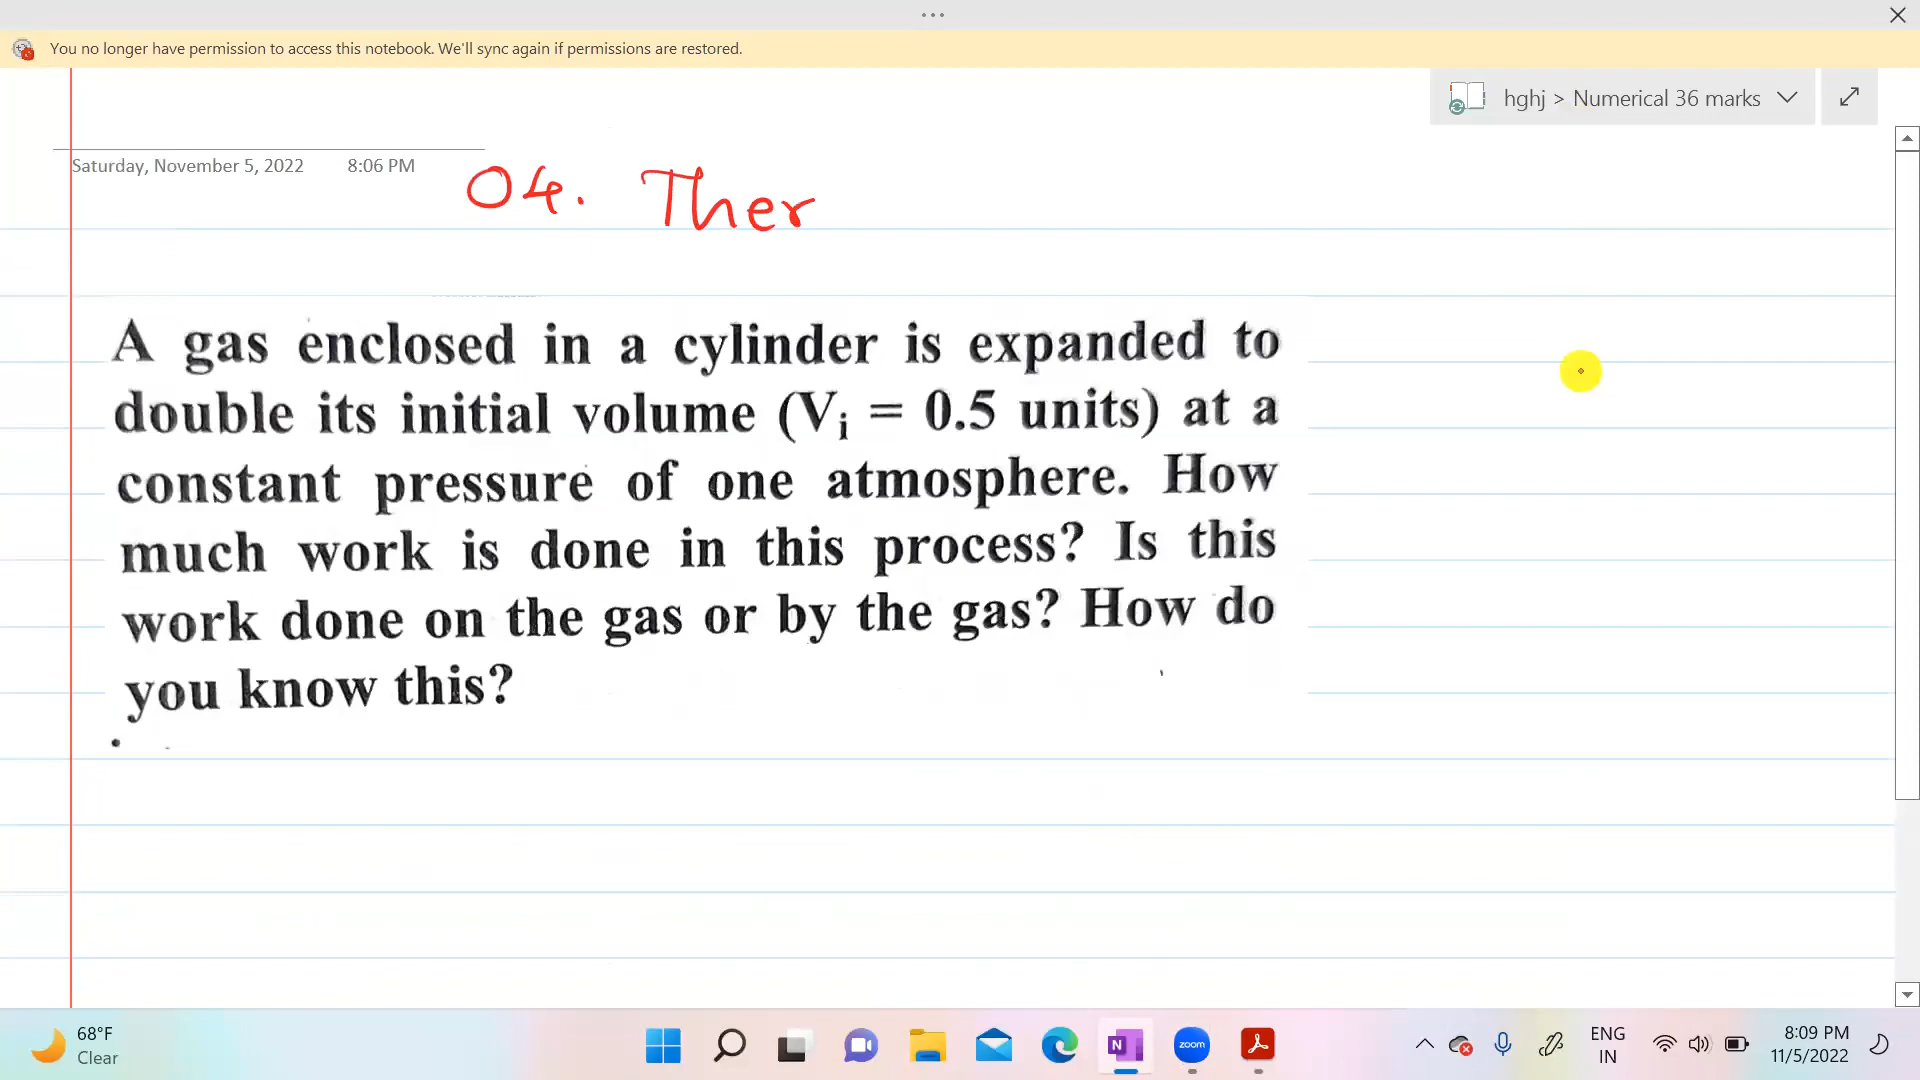 You no longer have permission to access this notebook. We'll sync again if permissions are restored.
hghj > Numerical 36 marks
Saturday, November 5, 2022 8:06 PM
04. Ther
A gas enclosed in a cylinder is expanded to
double its initial volume (Vi = 0.5 units) at a
constant pressure of one atmosphere. How
much work is done in this process? Is this
work done on the gas or by the gas? How do
you know this?
68°F
Clear
zoom
ENG
IN
8:09 PM
11/5/2022